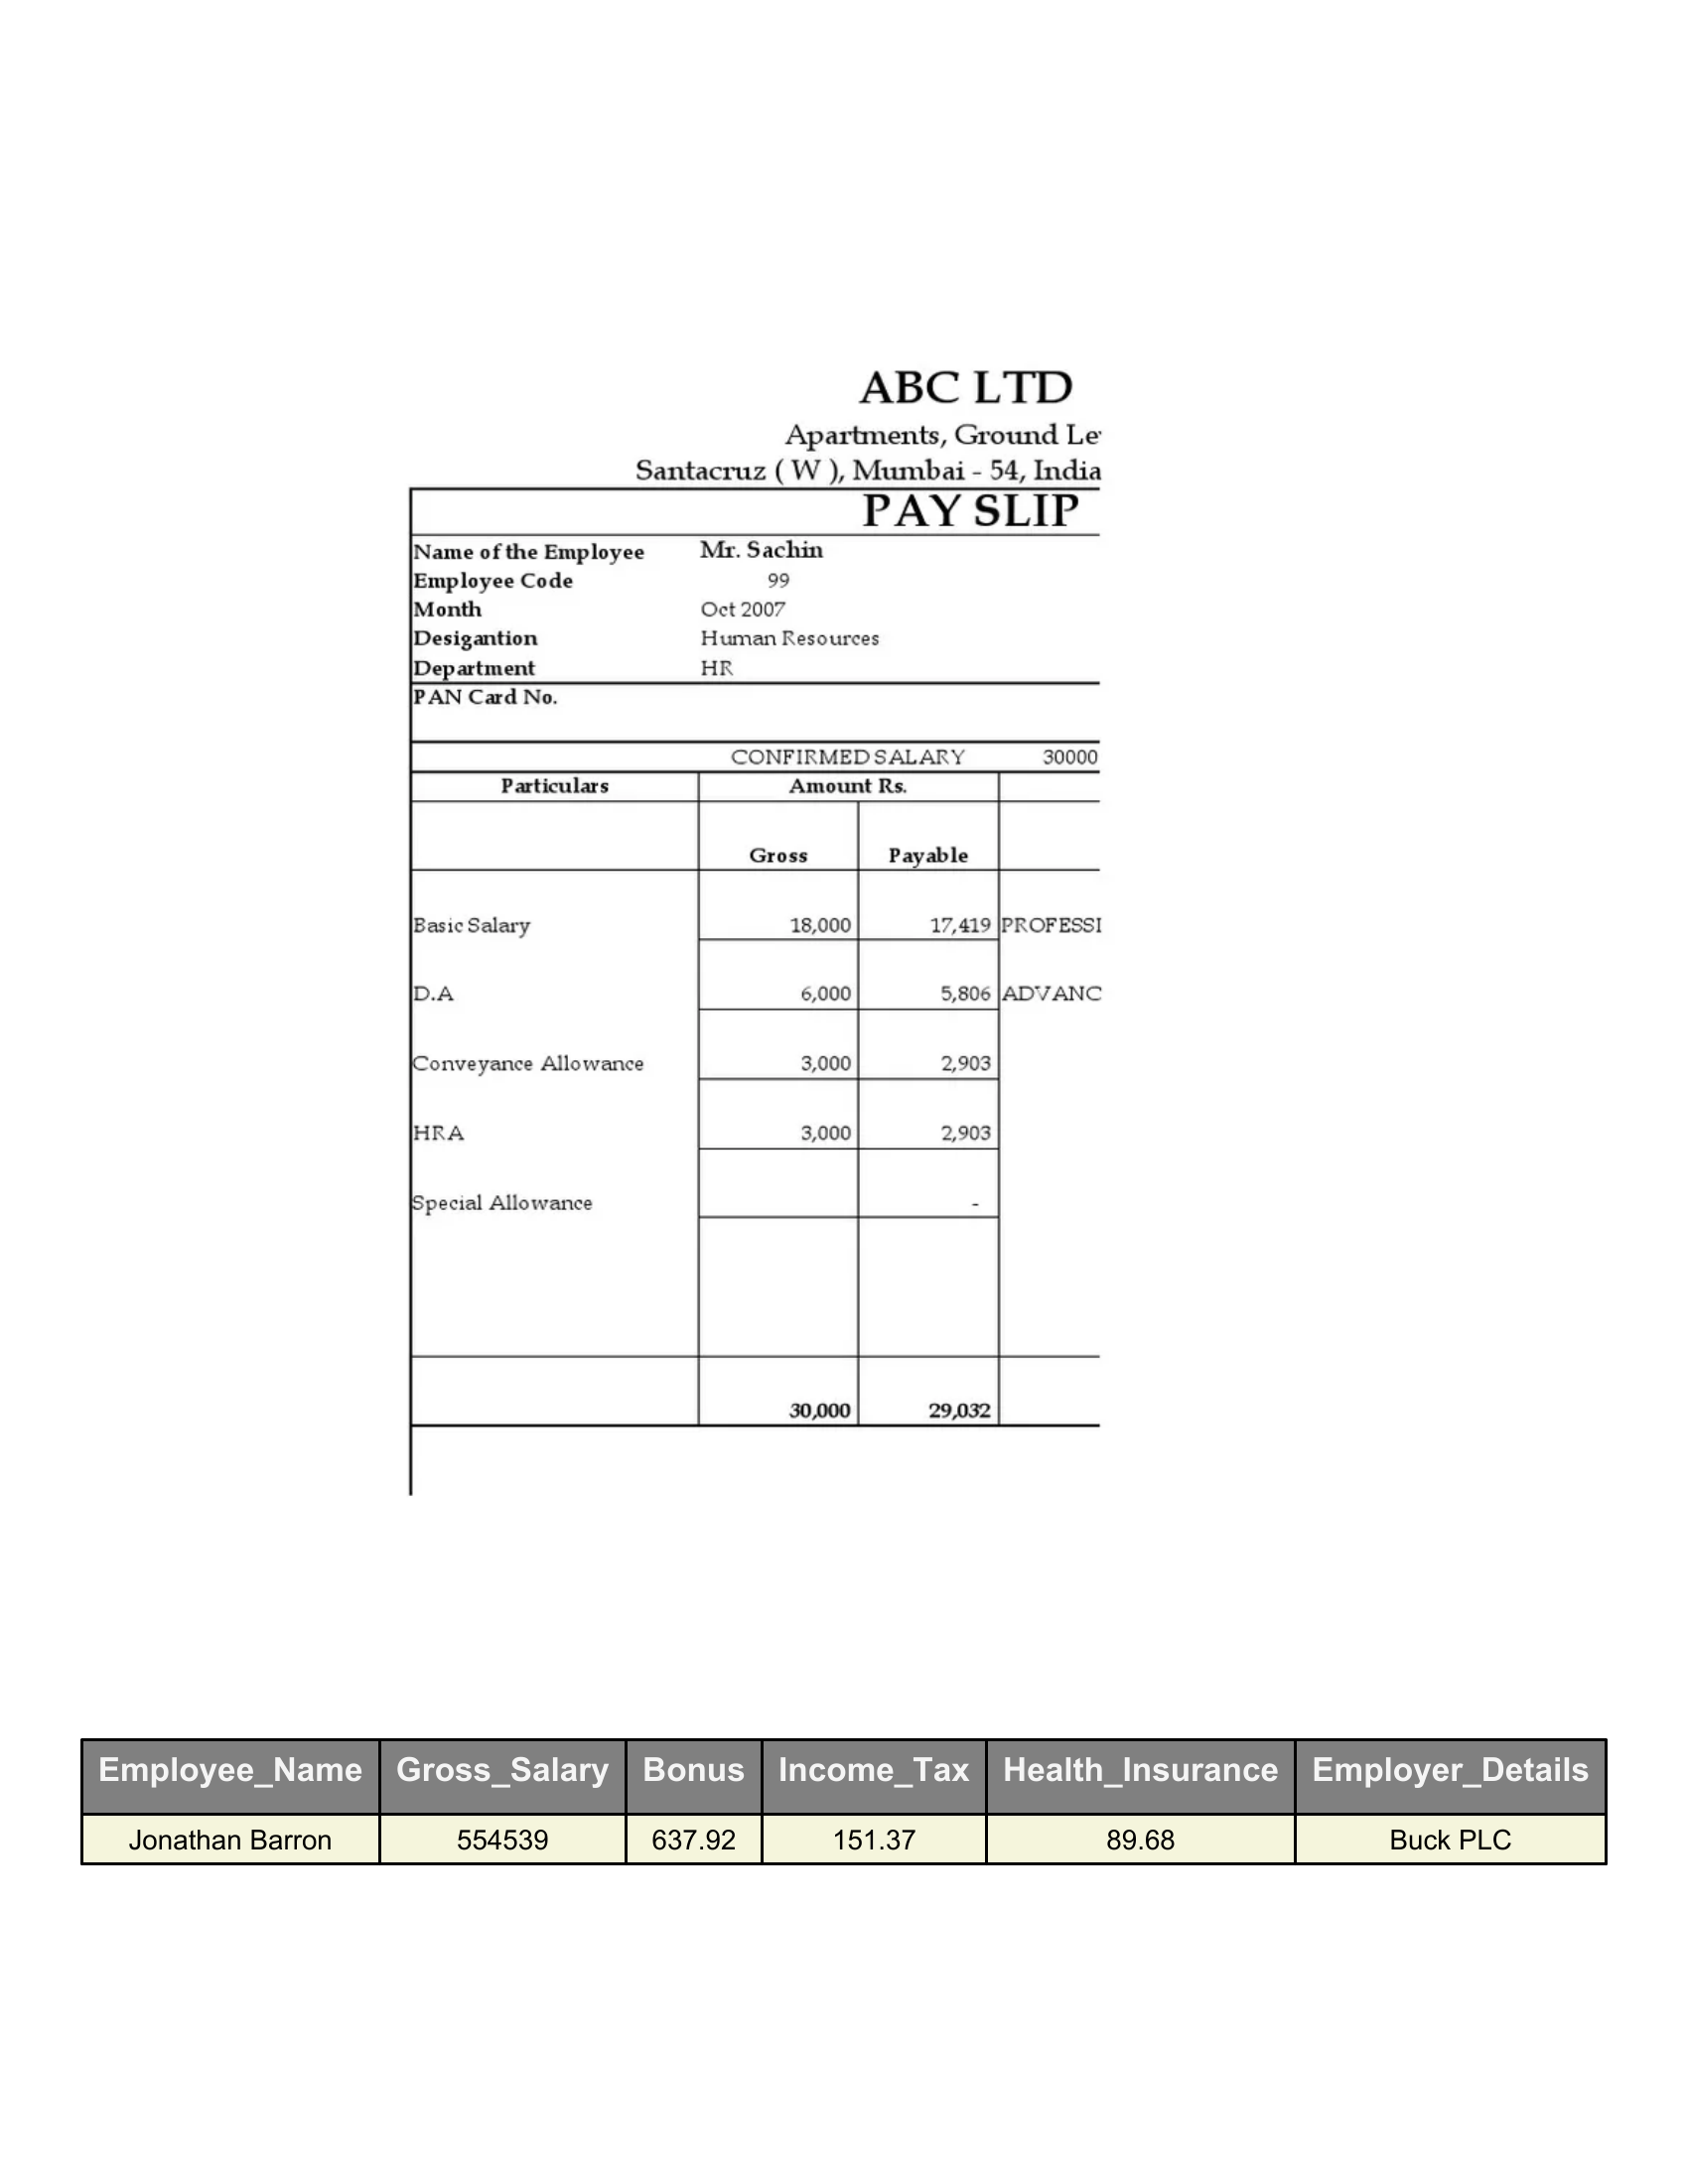 ABC LTD
Apartments, Ground
Santacruz ( W ), Mumbai - 54, India
PAY SLIP
Name of the Employee Mr. Sachin
Employee Code 99
Month Oct 2007
Desigantion Human Resources
Department HR
PAN Card No.
CONFIRMED SALARY 30000
Particulars Amount Rs.
Gross Payable
Basic Salary 18,000 17,419 PROFESSI
D.A 6,000 5,806 ADVANC
Conveyance Allowance 3,000 2,903
HRA 3,000 2,903
Special Allowance -
30,000 29,032
Employee_Name Gross_Salary Bonus Income_Tax Health_Insurance Employer_Details
Jonathan Barron 554539 637.92 151.37 89.68 Buck PLC